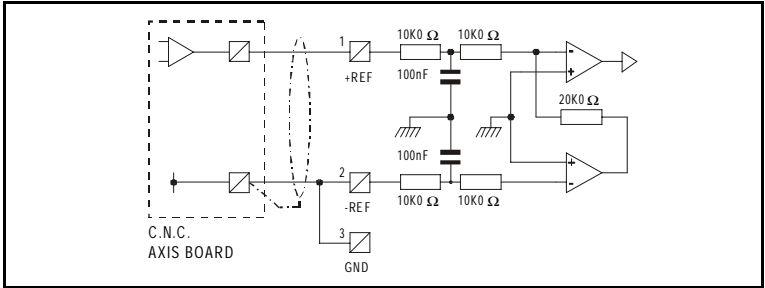 10K0 Ω 10K0 Ω
1
+REF
100nF
-
+
20K0 Ω
100nF
2
-REF
10K0 Ω 10K0 Ω
+
-
3
GND
C.N.C.
AXIS BOARD